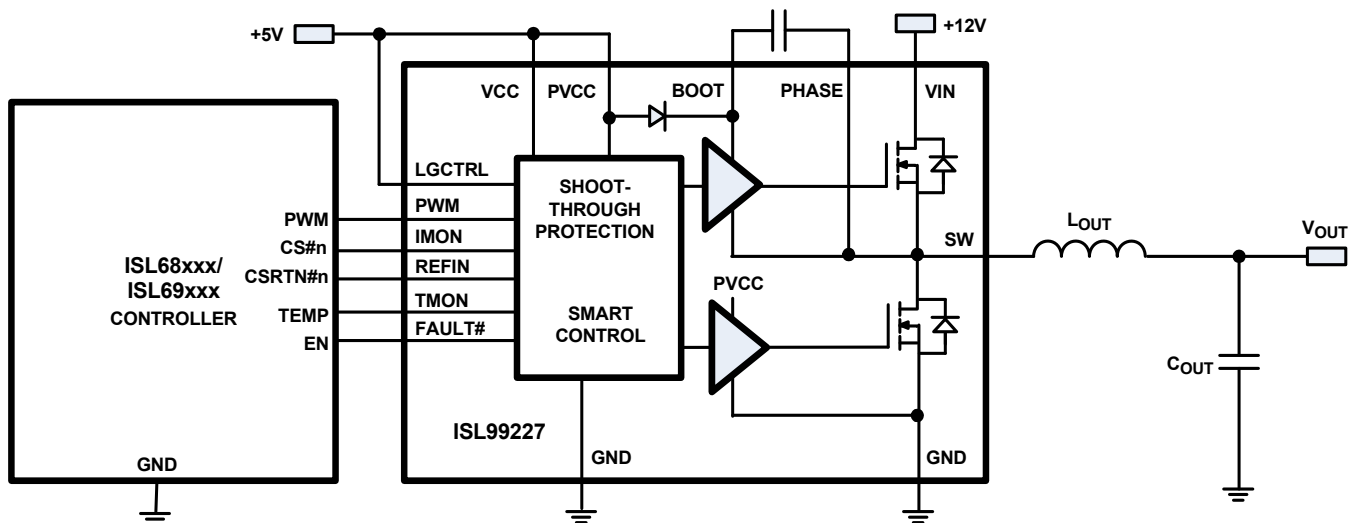 +5V
+12V
VCC
PVCC
BOOT
PHASE
VIN
LGCTRL
SHOOT-
THROUGH
PROTECTION
PWM
PWM
CS#n
IMON
CSRTN#n
REFIN
ISL68xxx/
ISL69xxx
CONTROLLER
TEMP
TMON
EN
FAULT#
SMART
CONTROL
PVCC
SW
LOUT
VOUT
COUT
ISL99227
GND
GND
GND